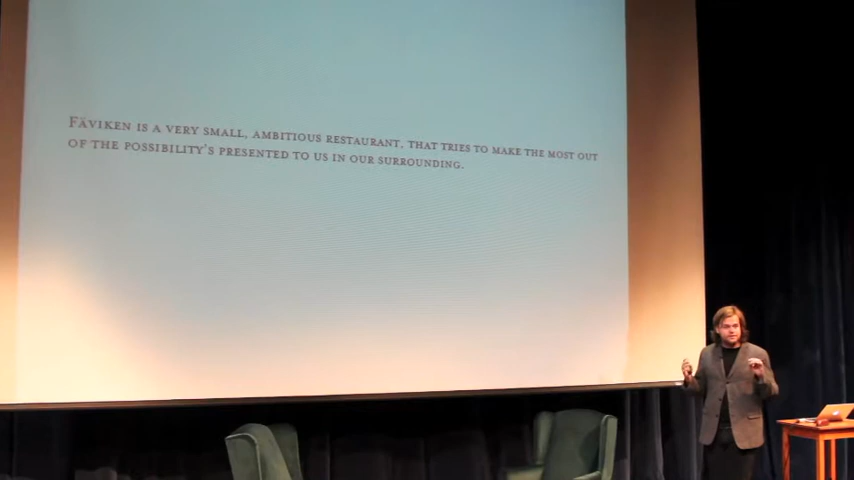 Fäviken is a very small, ambitious restaurant, that tries to make the most out
of the possibility's presented to us in our surrounding.